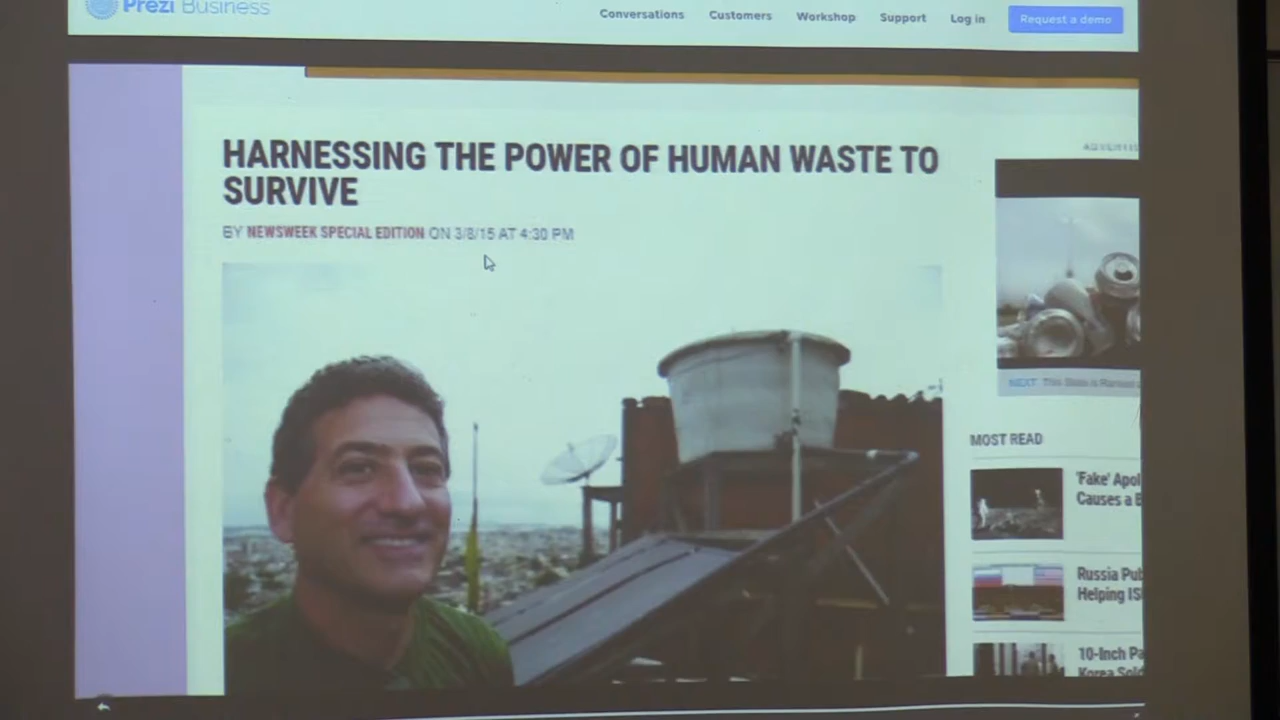 Prezi Business
Conversations Customers Workshop Support Log in Request a demo
HARNESSING THE POWER OF HUMAN WASTE TO
SURVIVE
BY NEWSWEEK SPECIAL EDITION ON 3/8/15 AT 4:30 PM
NEXT This
MOST READ
'Fake' Apol
Causes a
Russia Pub
Helping IS
10-Inch Pa
Korea Sold